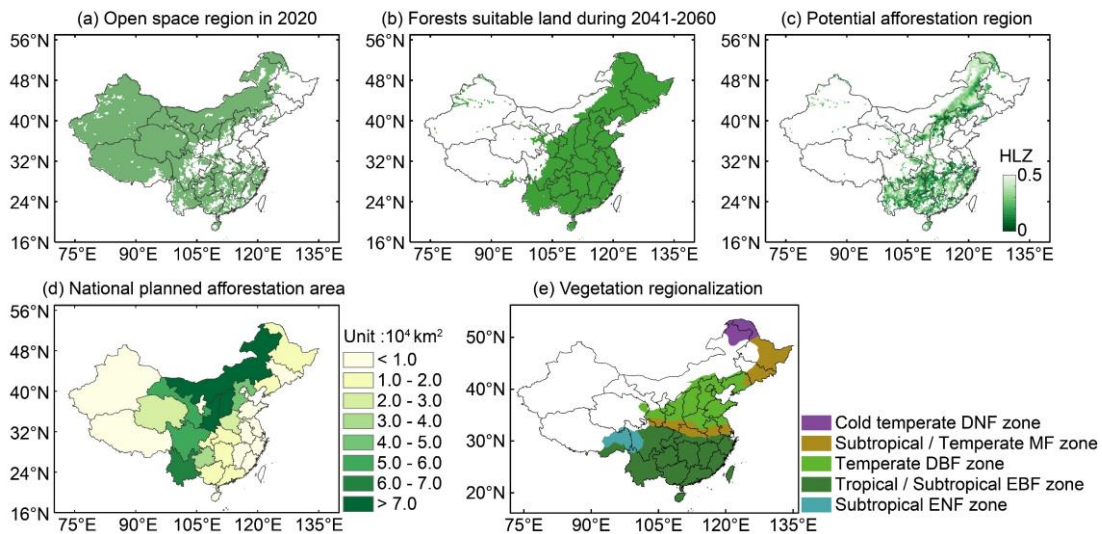 (a) Open space region in 2020
(b) Forests suitable land during 2041-2060
(c) Potential afforestation region
56°N
48°N
40°N
32°N
24°N
16°N
75°E 90°E 105°E 120°E 135°E
56°N
48°N
40°N
32°N
24°N
16°N
75°E 90°E 105°E 120°E 135°E
56°N
48°N
40°N
32°N
24°N
16°N
HLZ
0.5
0
75°E 90°E 105°E 120°E 135°E
(d) National planned afforestation area
56°N
48°N
40°N
32°N
24°N
16°N
75°E 90°E 105°E 120°E 135°E
Unit :10⁴ km²
< 1.0
1.0 - 2.0
2.0 - 3.0
3.0 - 4.0
4.0 - 5.0
5.0 - 6.0
6.0 - 7.0
> 7.0
(e) Vegetation regionalization
50°N
40°N
30°N
20°N
75°E 90°E 105°E 120°E 135°E
Cold temperate DNF zone
Subtropical / Temperate MF zone
Temperate DBF zone
Tropical / Subtropical EBF zone
Subtropical ENF zone